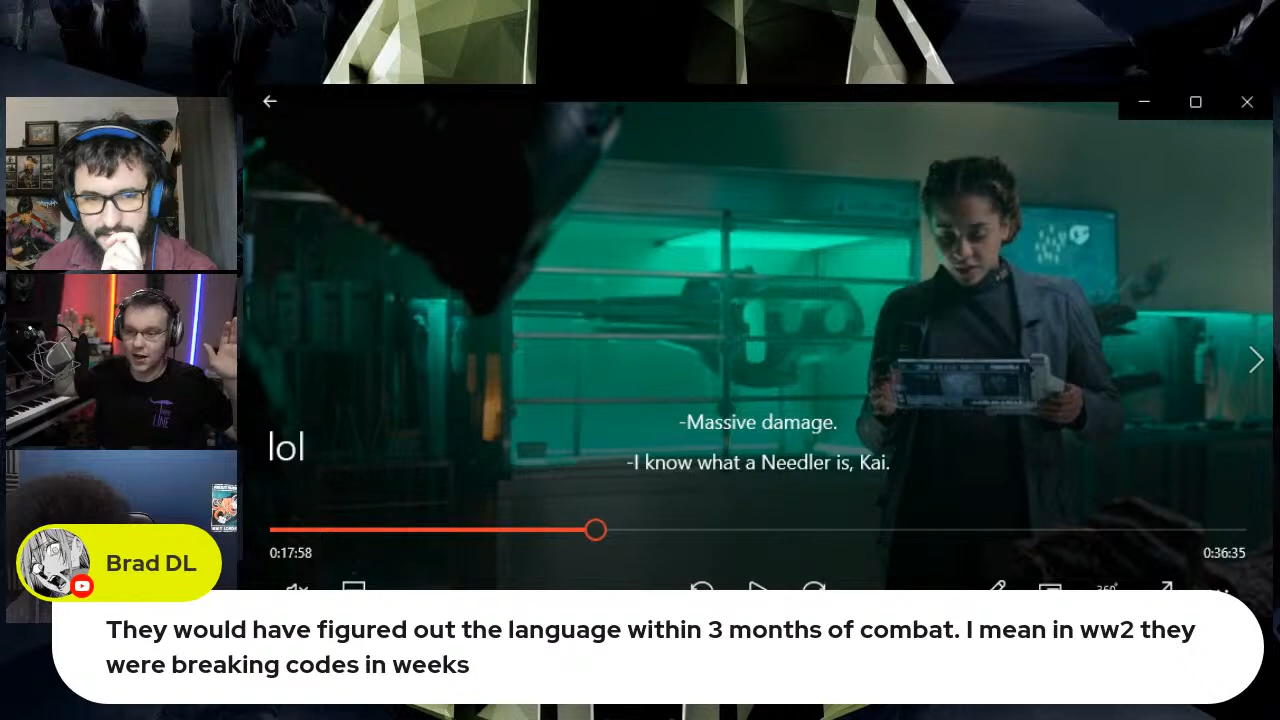 -Massive damage.
lol
-I know what a Needler is, Kai.
0:17:58
0:36:35
Brad DL
They would have figured out the language within 3 months of combat. I mean in ww2 they
were breaking codes in weeks